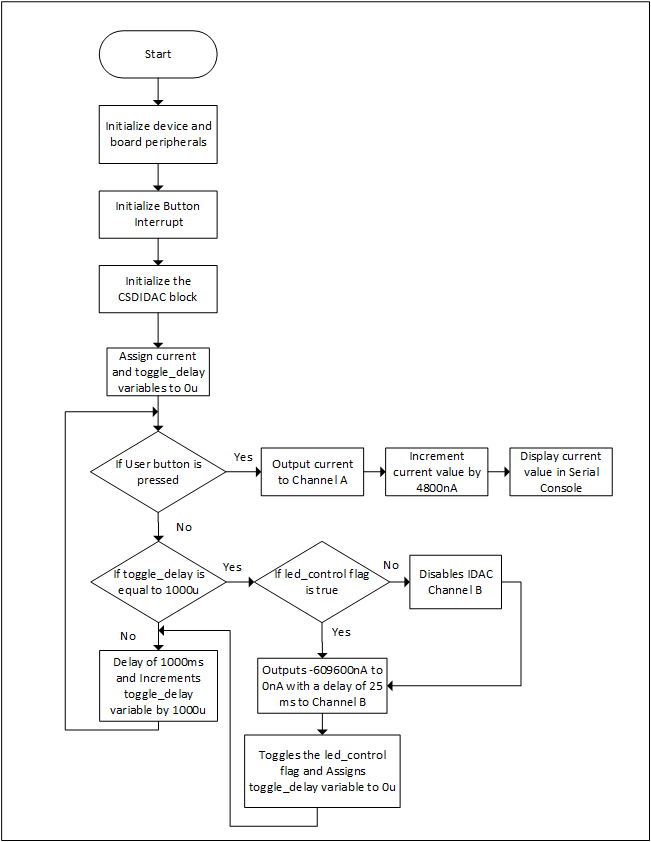 Start
Initialize device and
board peripherals
Initialize Button
Interrupt
Initialize the
CSDIDAC block
Assign current
and toggle_delay
variables to 0u
If User button is
pressed
Yes
Output current
to Channel A
Increment
current value by
4800nA
Display current
value in Serial
Console
No
If toggle_delay is
equal to 1000u
Yes
If led_control flag
is true
No
Disables IDAC
Channel B
No
Yes
Delay of 1000ms
and Increments
toggle_delay
variable by 1000u
Outputs -609600nA to
0nA with a delay of 25
ms to Channel B
Toggles the led_control
flag and Assigns
toggle_delay variable to 0u